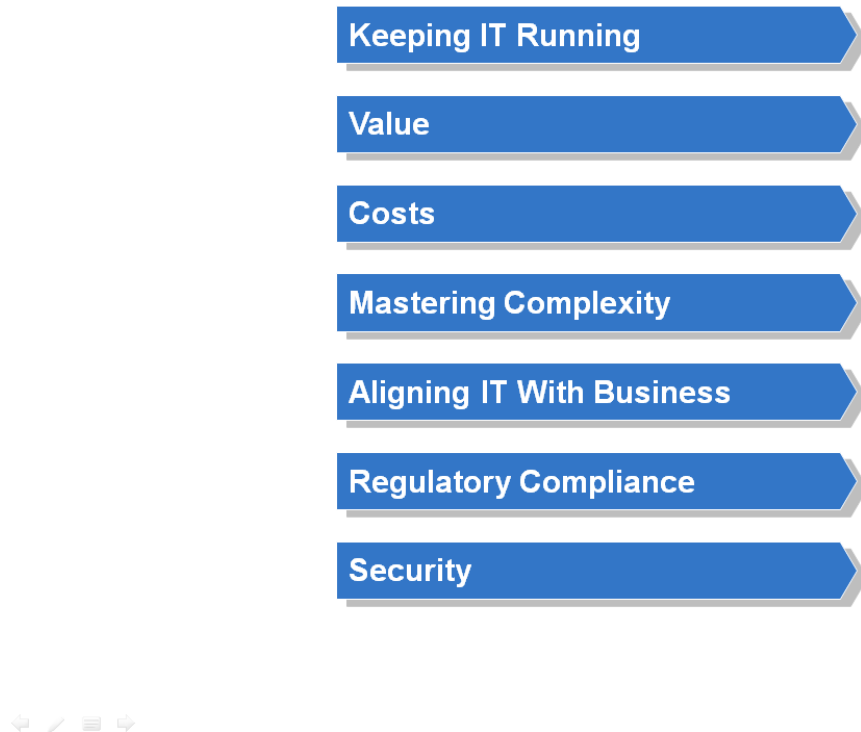 Keeping IT Running
Value
Costs
Mastering Complexity
Aligning IT With Business
Regulatory Compliance
Security